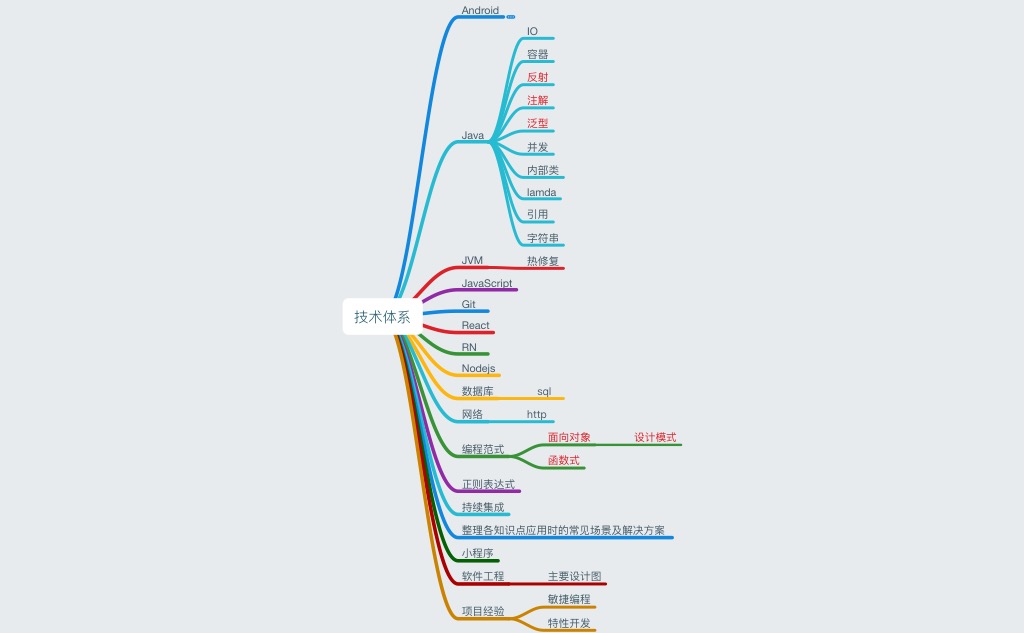 技术体系
Android
Java
IO
容器
反射
注解
泛型
并发
内部类
lamda
引用
字符串
JVM
热修复
JavaScript
Git
React
RN
Nodejs
数据库
sql
网络
http
编程范式
面向对象
设计模式
函数式
正则表达式
持续集成
整理各知识点应用时的常见场景及解决方案
小程序
软件工程
主要设计图
项目经验
敏捷编程
特性开发